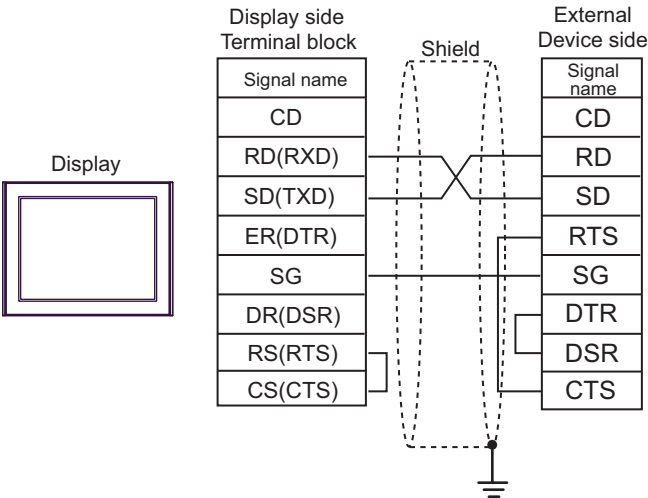 Display side
Terminal block
External
Device side
Shield
Display
Signal name
CD
RD(RXD)
SD(TXD)
ER(DTR)
SG
DR(DSR)
RS(RTS)
CS(CTS)
Signal
name
CD
RD
SD
RTS
SG
DTR
DSR
CTS